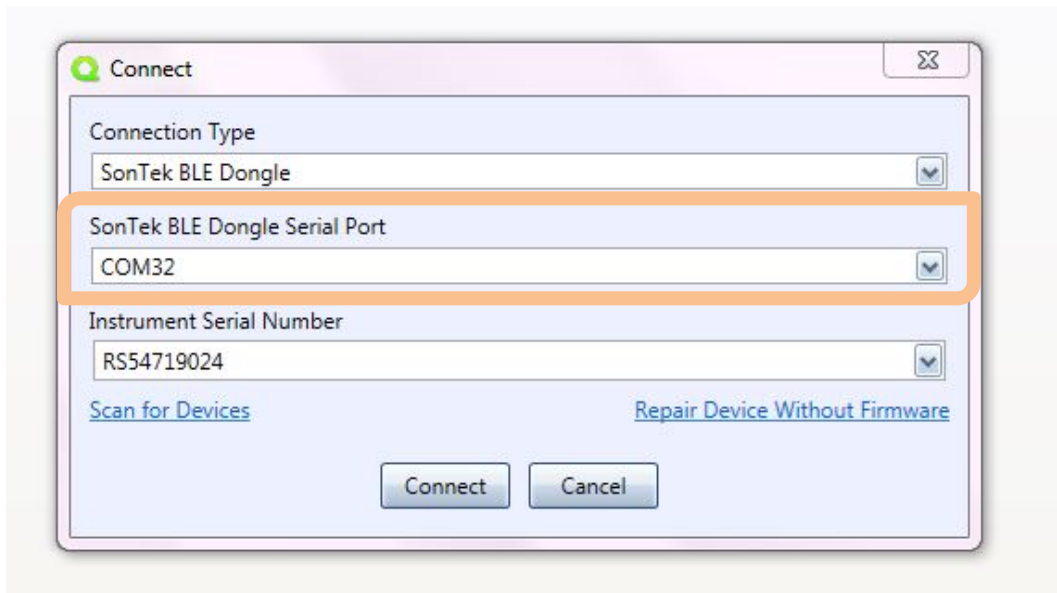 Connect
Connection Type
SonTek BLE Dongle
SonTek BLE Dongle Serial Port
COM32
Instrument Serial Number
RS54719024
Scan for Devices Repair Device Without Firmware
Connect Cancel